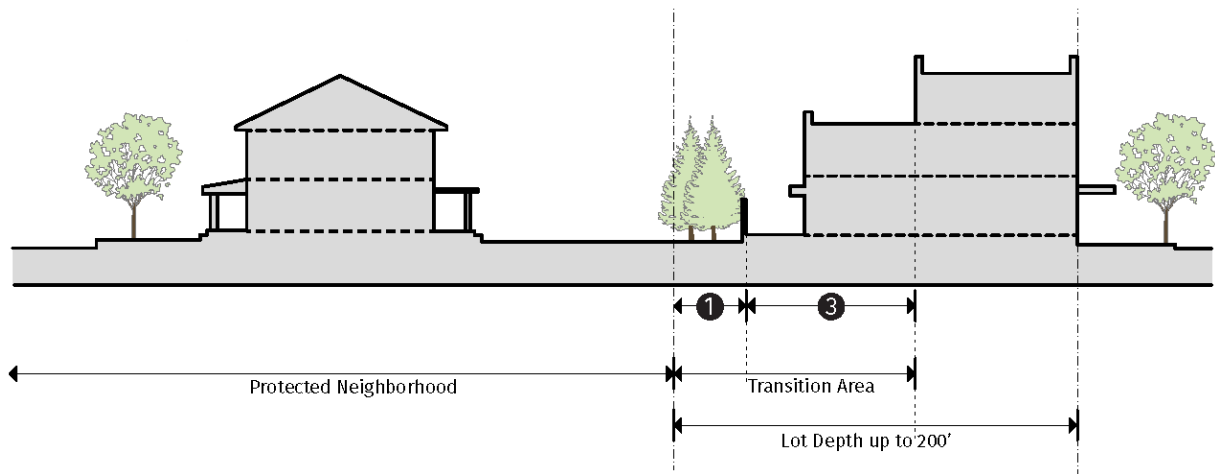 1
3
Protected Neighborhood
Transition Area
Lot Depth up to 200’